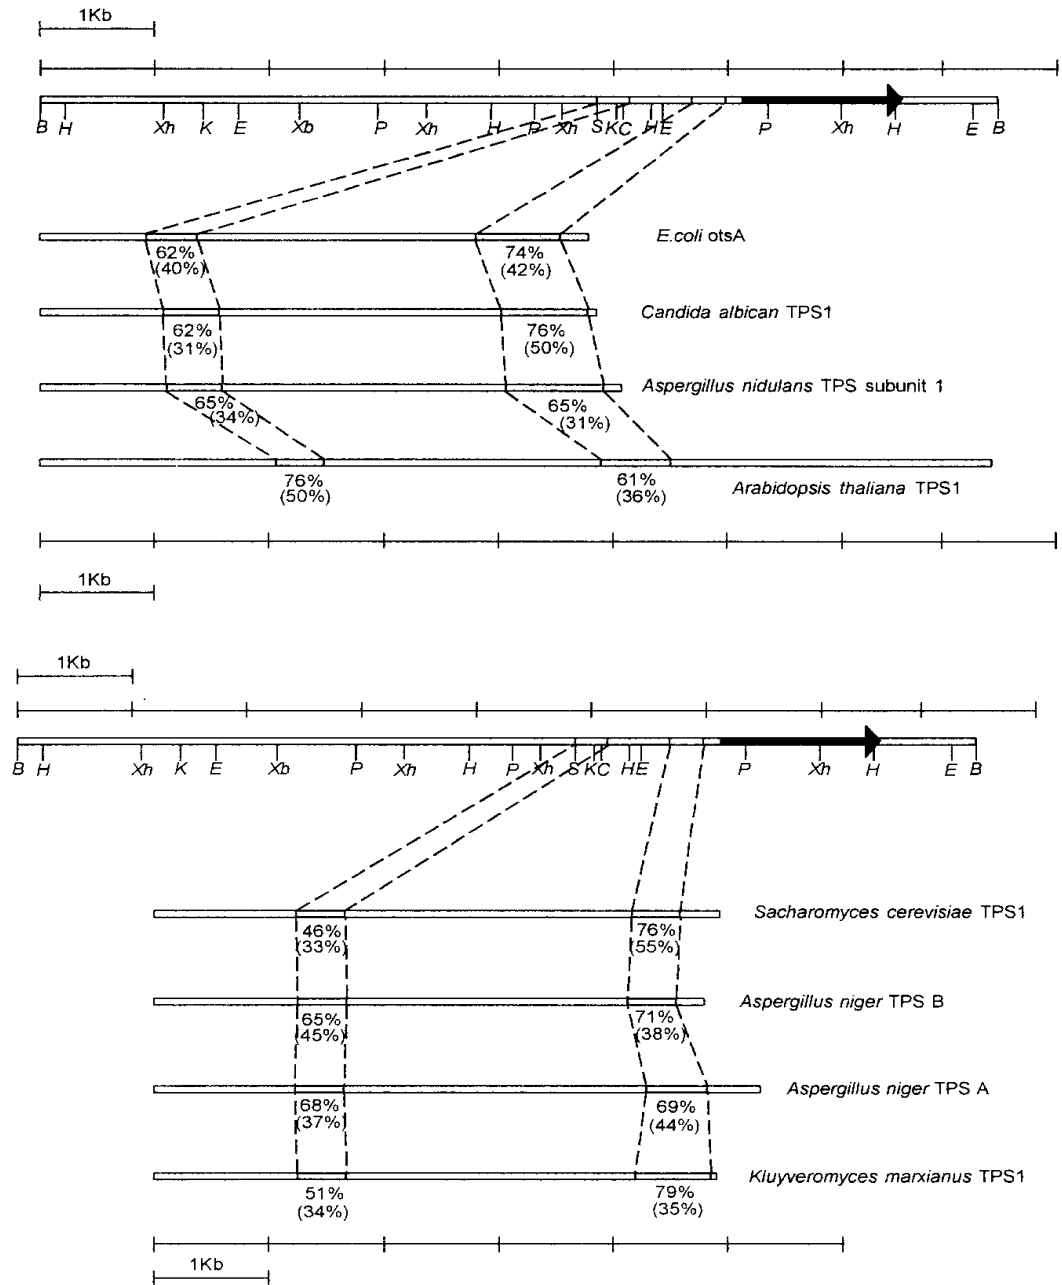 1Kb
B H Xh K E Xb P Xh H P Xh S K C H E P Xh H E B
E.coli otsA
62% 74%
(40%) (42%)
Candida albican TPS1
62% 76%
(31%) (50%)
Aspergillus nidulans TPS subunit 1
65% 65%
(34%) (31%)
76% 61%
(50%) (36%)
Arabidopsis thaliana TPS1
1Kb
1Kb
B H Xh K E Xb P Xh H P Xh S K C H E P Xh H E B
Sacharomyces cerevisiae TPS1
46% 76%
(33%) (55%)
Aspergillus niger TPS B
65% 71%
(45%) (38%)
Aspergillus niger TPS A
68% 69%
(37%) (44%)
Kluyveromyces marxianus TPS1
51% 79%
(34%) (35%)
1Kb